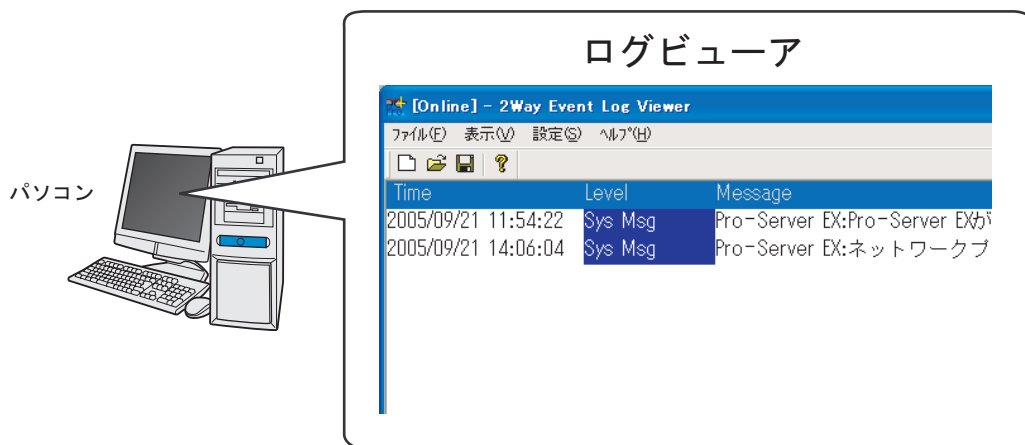 ログビューア
[Online] - 2Way Event Log Viewer
ファイル(F) 表示(V) 設定(S) ヘルプ(H)
Time Level Message
2005/09/21 11:54:22 Sys Msg Pro-Server EX:Pro-Server EXが
2005/09/21 14:06:04 Sys Msg Pro-Server EX:ネットワークブ
パソコン